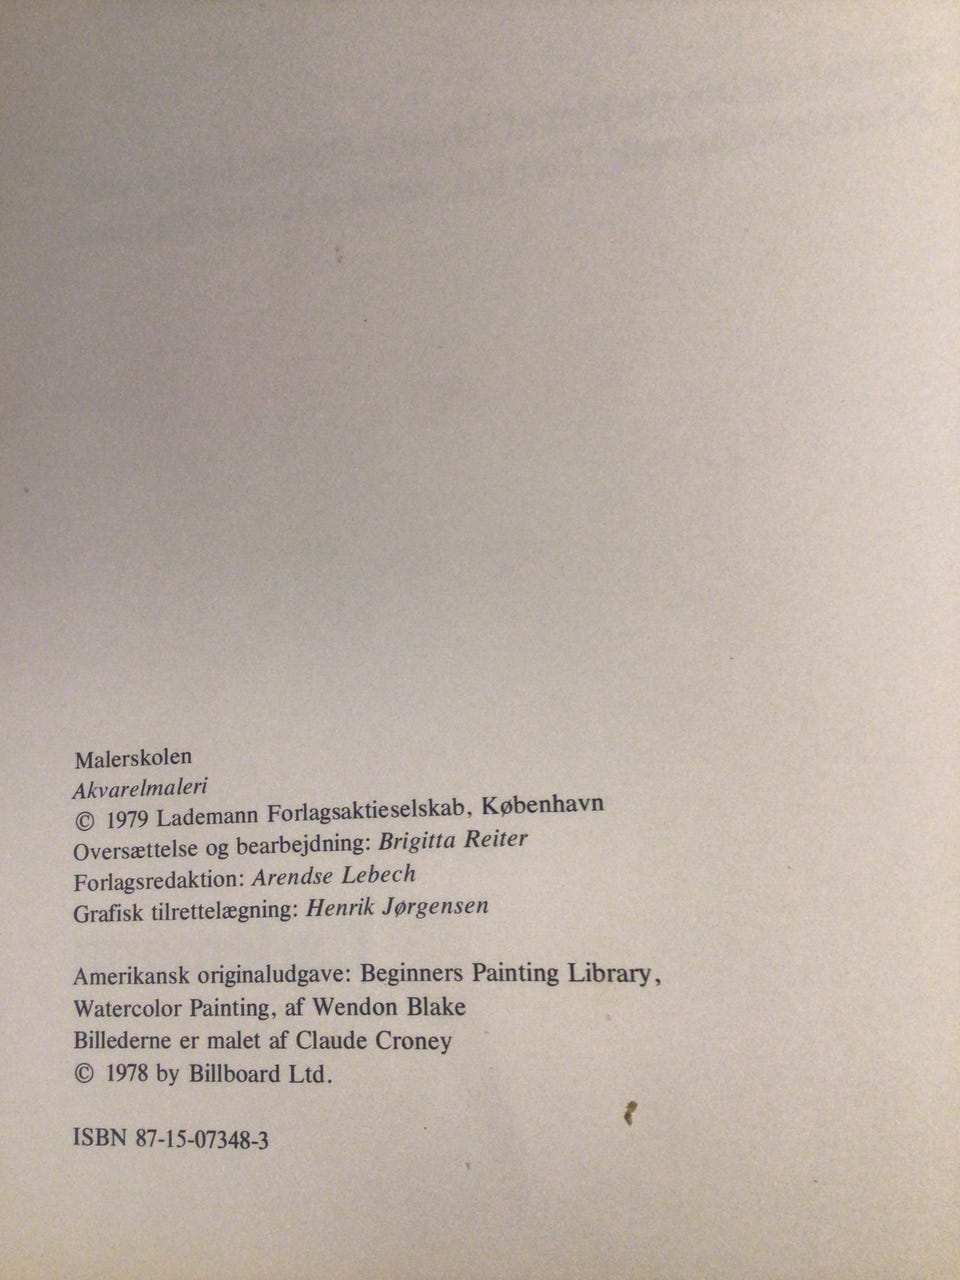 Malerskolen
Akvarelmaleri
© 1979 Lademann Forlagsaktieselskab, København
Oversættelse og bearbejdning: Brigitta Reiter
Forlagsredaktion: Arendse Lebech
Grafisk tilrettelægning: Henrik Jørgensen
Amerikansk originaludgave: Beginners Painting Library,
Watercolor Painting, af Wendon Blake
Billederne er malet af Claude Croney
© 1978 by Billboard Ltd.
ISBN 87-15-07348-3